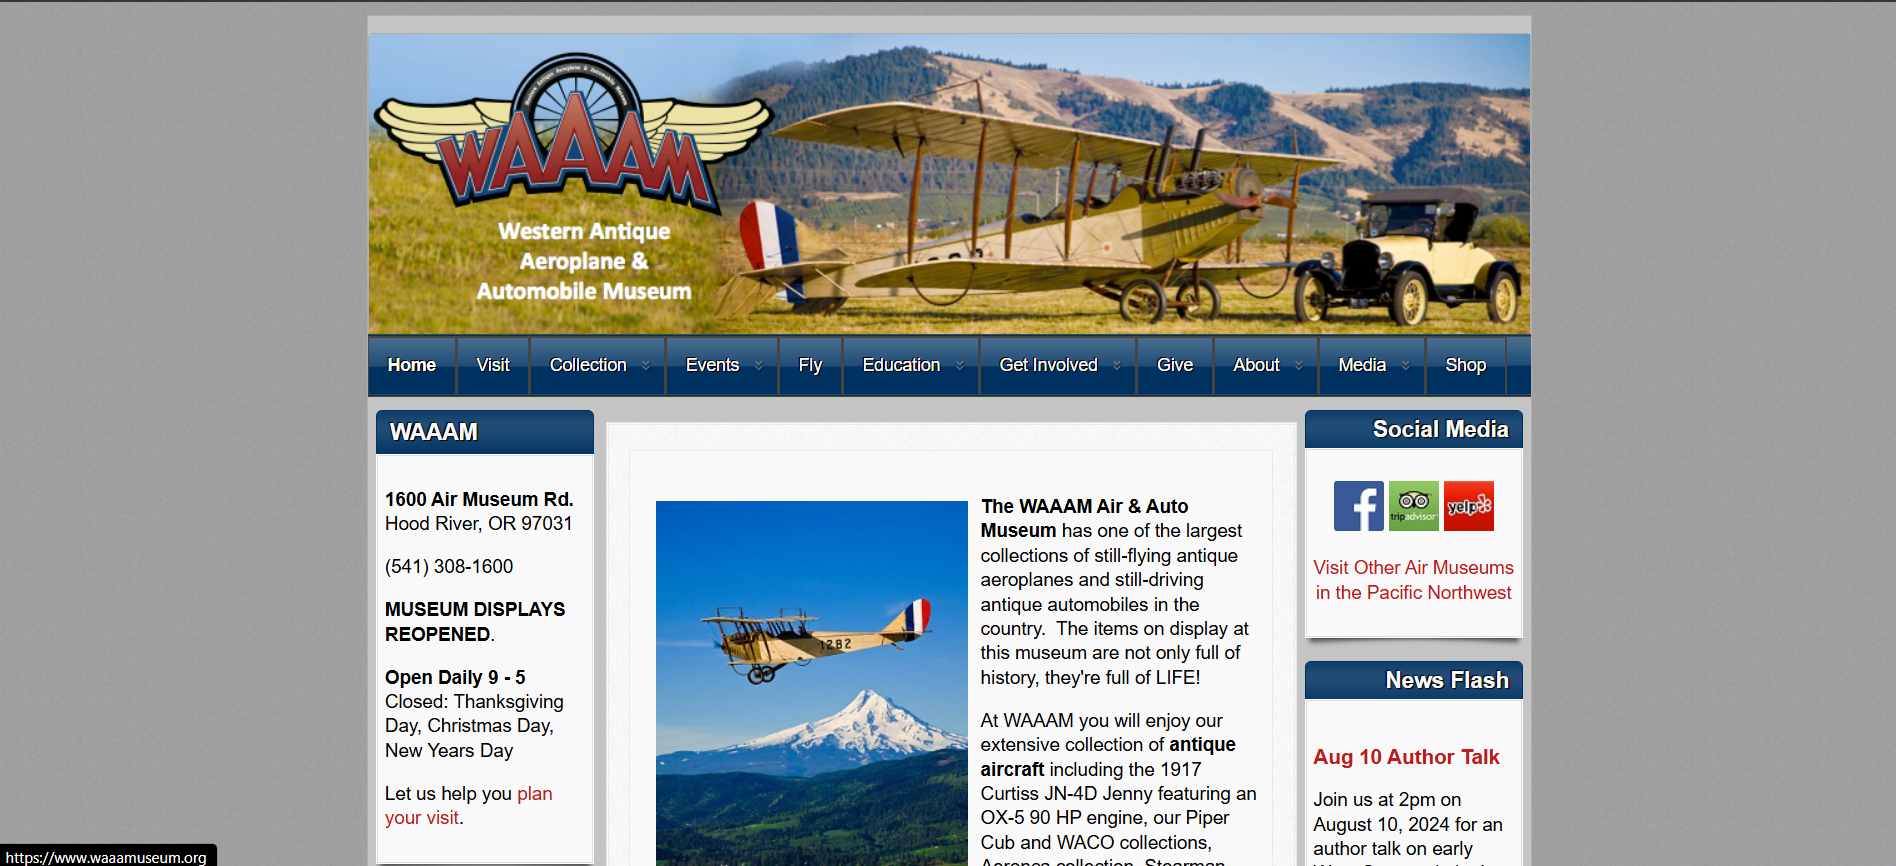 Western Antique Aeroplane & Automobile Museum
WAAAM
Western Antique
Aeroplane &
Automobile Museum
Home
Visit
Collection
Events
Fly
Education
Get Involved
Give
About
Media
Shop
WAAAM
1600 Air Museum Rd.
Hood River, OR 97031
(541) 308-1600
MUSEUM DISPLAYS
REOPENED.
Open Daily 9 - 5
Closed: Thanksgiving
Day, Christmas Day,
New Years Day
Let us help you plan
your visit.
1282
The WAAAM Air & Auto
Museum has one of the largest
collections of still-flying antique
aeroplanes and still-driving
antique automobiles in the
country.  The items on display at
this museum are not only full of
history, they're full of LIFE!
At WAAAM you will enjoy our
extensive collection of antique
aircraft including the 1917
Curtiss JN-4D Jenny featuring an
OX-5 90 HP engine, our Piper
Cub and WACO collections,
Aeronca collection, Stearman
Social Media
f
tripadvisor
yelp
Visit Other Air Museums
in the Pacific Northwest
News Flash
Aug 10 Author Talk
Join us at 2pm on
August 10, 2024 for an
author talk on early
https://www.waaamuseum.org